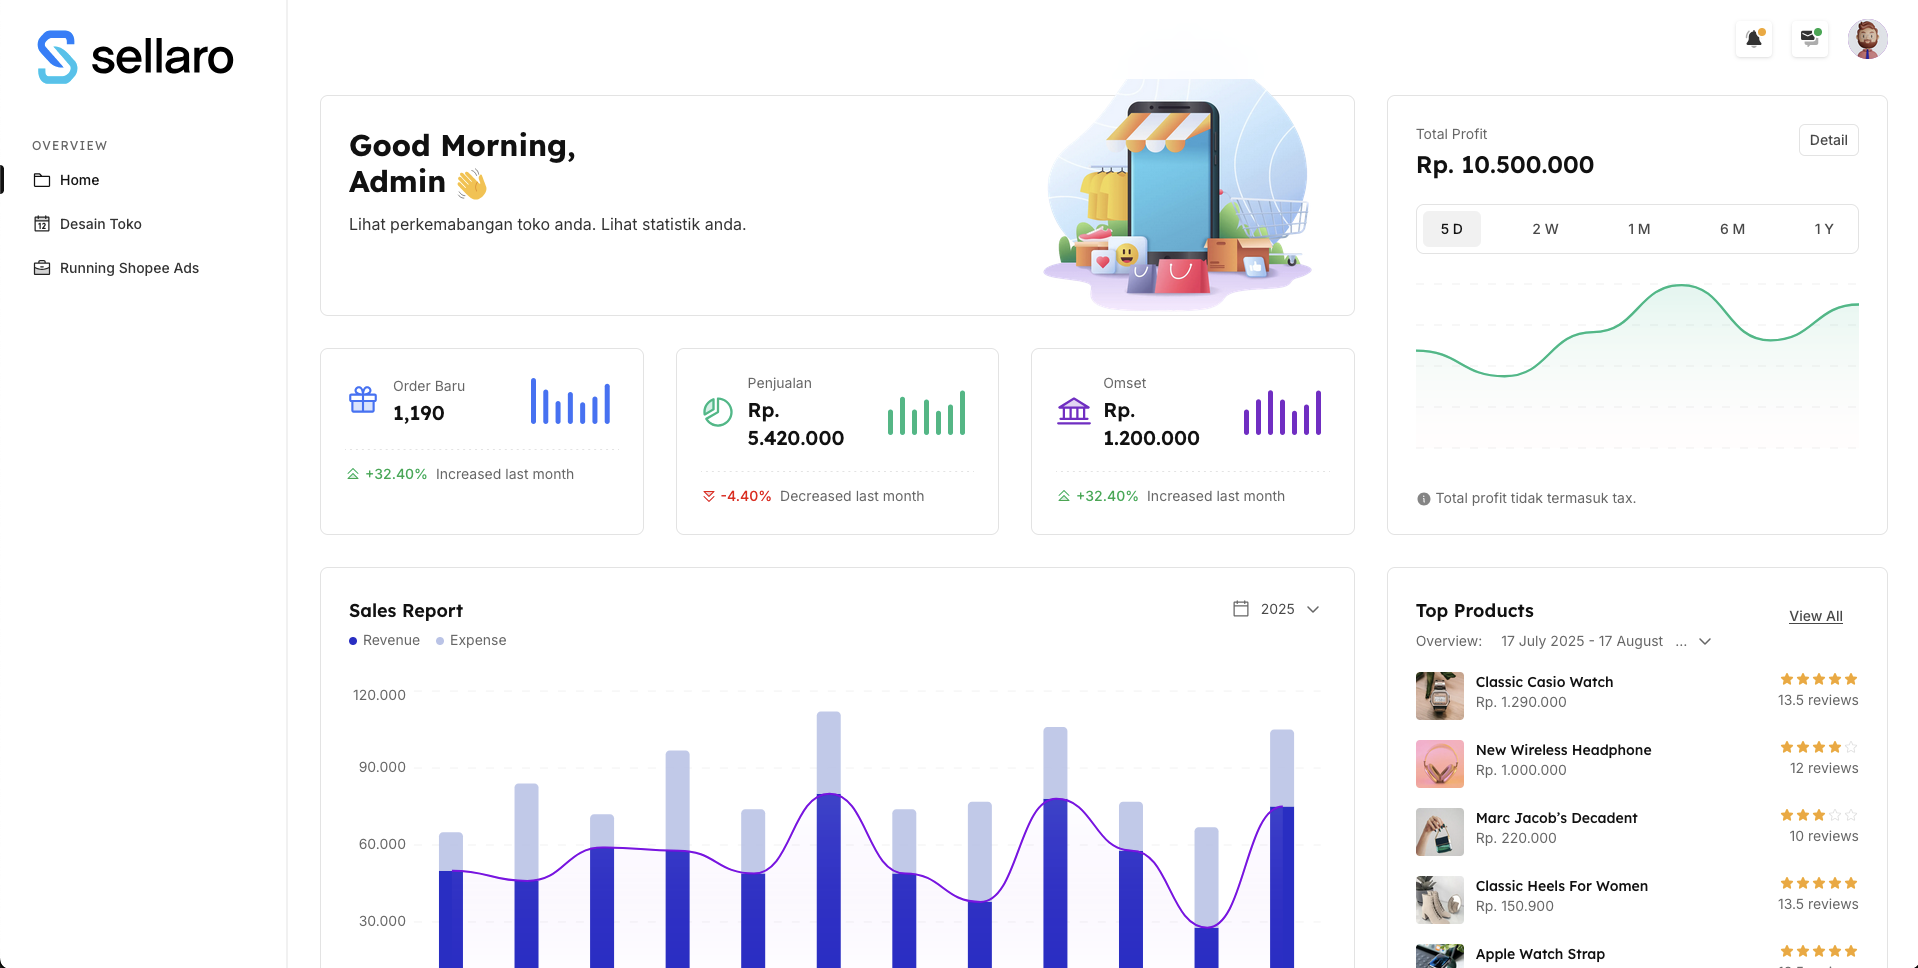 sellaro
OVERVIEW
Home
Desain Toko
Running Shopee Ads
Good Morning,
Admin 👋
Lihat perkemabangan toko anda. Lihat statistik anda.
Total Profit
Rp. 10.500.000
Detail
5 D 2 W 1 M 6 M 1 Y
Total profit tidak termasuk tax.
Order Baru
1,190
+32.40% Increased last month
Penjualan
Rp.
5.420.000
-4.40% Decreased last month
Omset
Rp.
1.200.000
+32.40% Increased last month
Sales Report
2025
Revenue Expense
120.000
90.000
60.000
30.000
Top Products
View All
Overview: 17 July 2025 - 17 August ...
Classic Casio Watch
Rp. 1.290.000
13.5 reviews
New Wireless Headphone
Rp. 1.000.000
12 reviews
Marc Jacob’s Decadent
Rp. 220.000
10 reviews
Classic Heels For Women
Rp. 150.900
13.5 reviews
Apple Watch Strap